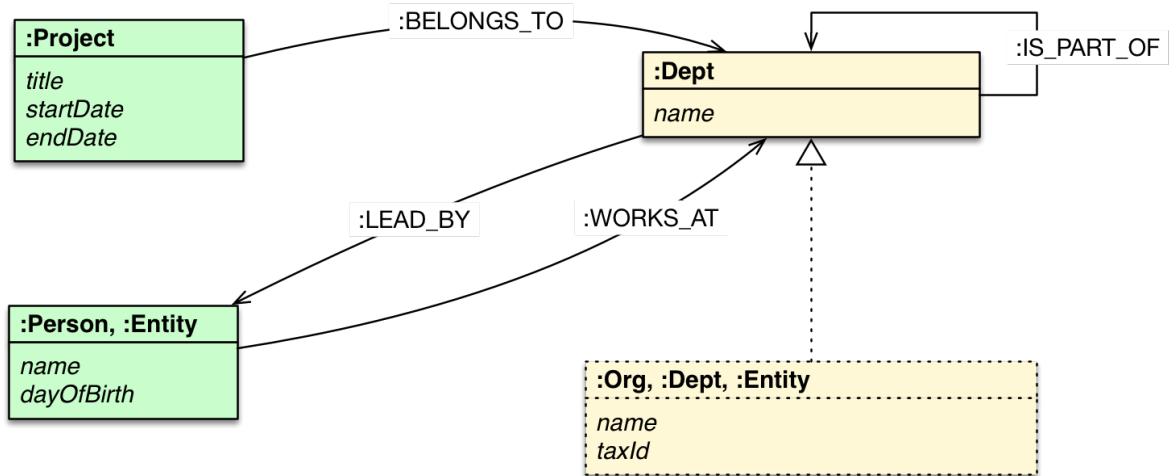 :BELONGS_TO
:Project
title
startDate
endDate
:Dept
name
:IS_PART_OF
:LEAD_BY
:WORKS_AT
:Person, :Entity
name
dayOfBirth
:Org, :Dept, :Entity
name
taxId